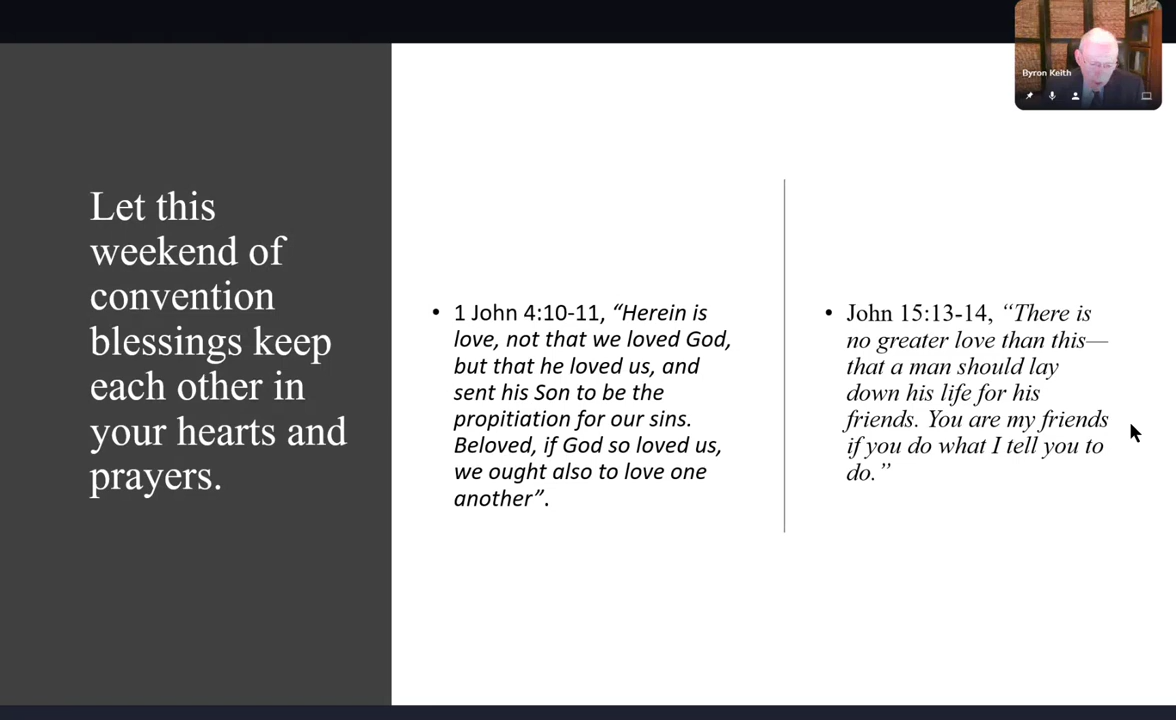 Byron Keith
Let this
weekend of
convention
blessings keep
each other in
your hearts and
prayers.
• 1 John 4:10-11, “Herein is
love, not that we loved God,
but that he loved us, and
sent his Son to be the
propitiation for our sins.
Beloved, if God so loved us,
we ought also to love one
another”.
• John 15:13-14, “There is
no greater love than this—
that a man should lay
down his life for his
friends. You are my friends
if you do what I tell you to
do.”